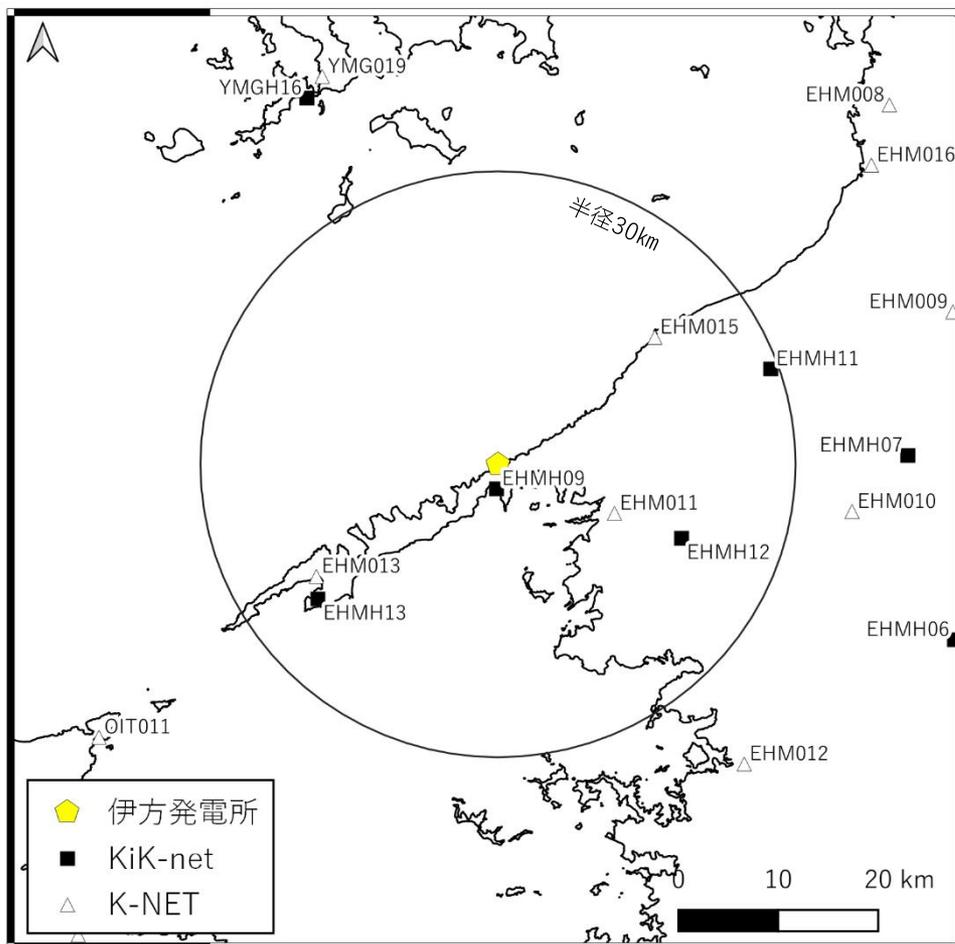 YMG019
YMGH16
EHM008
EHM016
半径30㎞
EHM009
EHM015
EHMH11
EHMH07
EHMH09
EHM011
EHM010
EHMH12
EHM013
EHMH13
EHMH06
OIT011
EHM012
伊方発電所
KiK-net
K-NET
0 10 20 km